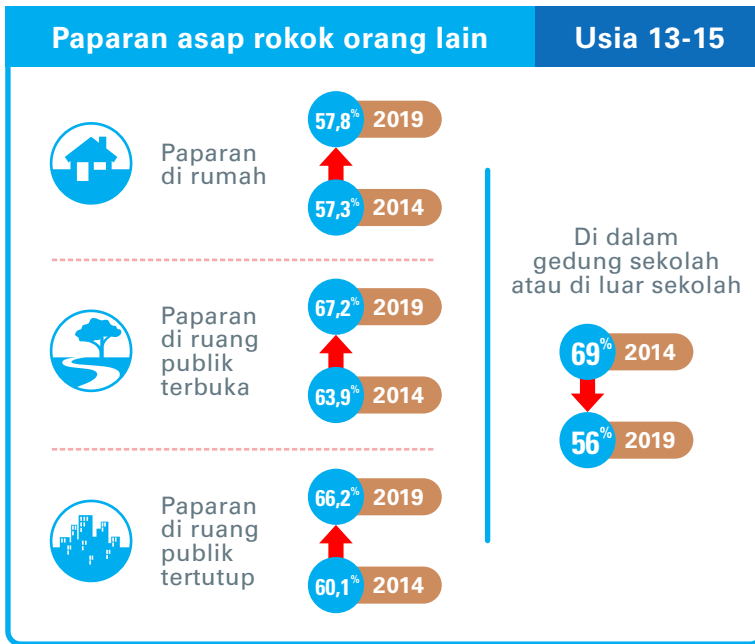 Paparan asap rokok orang lain
Usia 13-15
Paparan
di rumah
57,8% 2019
57,3% 2014
Paparan
di ruang
publik
terbuka
67,2% 2019
63,9% 2014
Paparan
di ruang
publik
tertutup
66,2% 2019
60,1% 2014
Di dalam
gedung sekolah
atau di luar sekolah
69% 2014
56% 2019